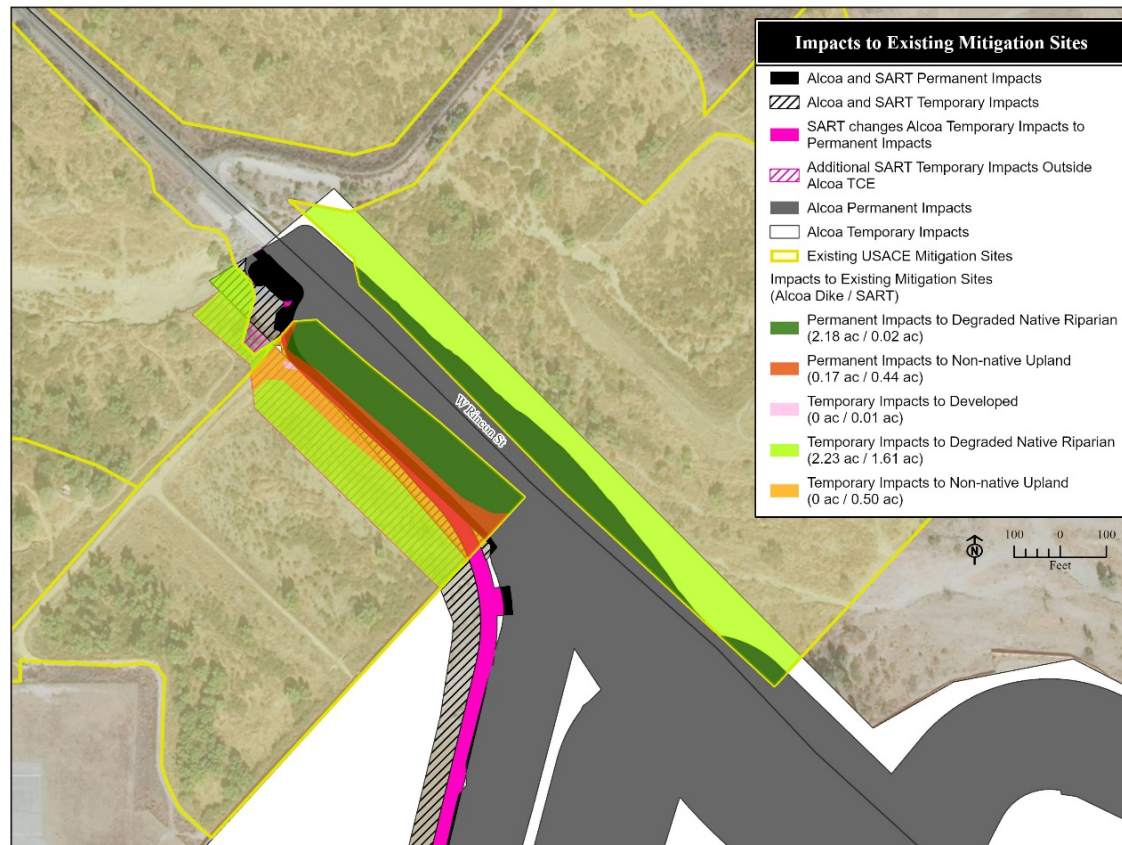 Impacts to Existing Mitigation Sites
Alcoa and SART Permanent Impacts
Alcoa and SART Temporary Impacts
SART changes Alcoa Temporary Impacts to
Permanent Impacts
Additional SART Temporary Impacts Outside
Alcoa TCE
Alcoa Permanent Impacts
Alcoa Temporary Impacts
Existing USACE Mitigation Sites
Impacts to Existing Mitigation Sites
(Alcoa Dike / SART)
Permanent Impacts to Degraded Native Riparian
(2.18 ac / 0.02 ac)
Permanent Impacts to Non-native Upland
(0.17 ac / 0.44 ac)
Temporary Impacts to Developed
(0 ac / 0.01 ac)
Temporary Impacts to Degraded Native Riparian
(2.23 ac / 1.61 ac)
Temporary Impacts to Non-native Upland
(0 ac / 0.50 ac)
N
100 0 100
Feet
W Rincon St